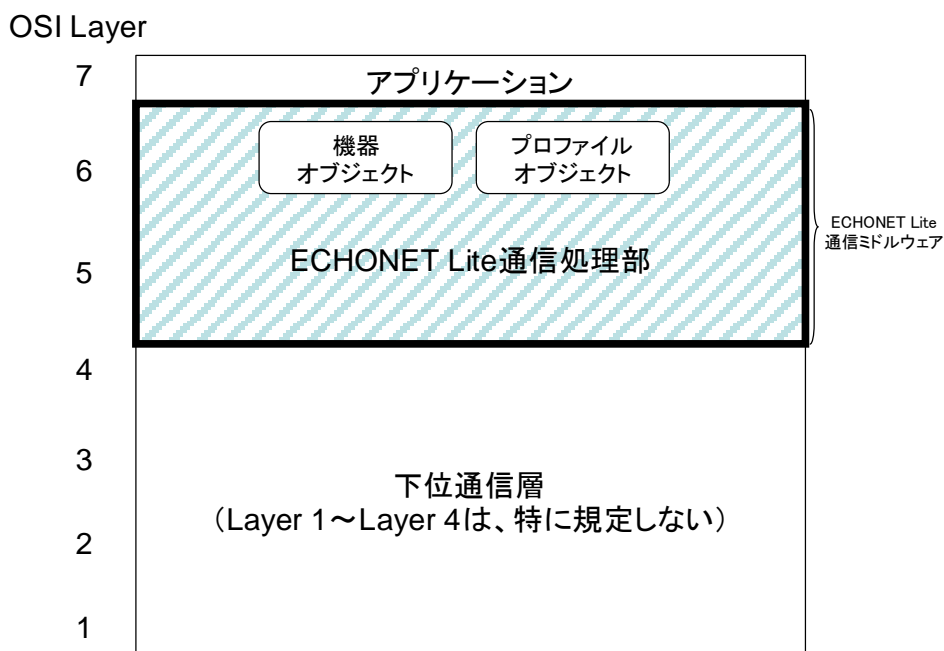 OSI Layer
7
アプリケーション
機器
オブジェクト
プロファイル
オブジェクト
6
ECHONET Lite
通信ミドルウェア
5
ECHONET Lite通信処理部
4
3
下位通信層
（Layer 1～Layer 4は、特に規定しない）
2
1